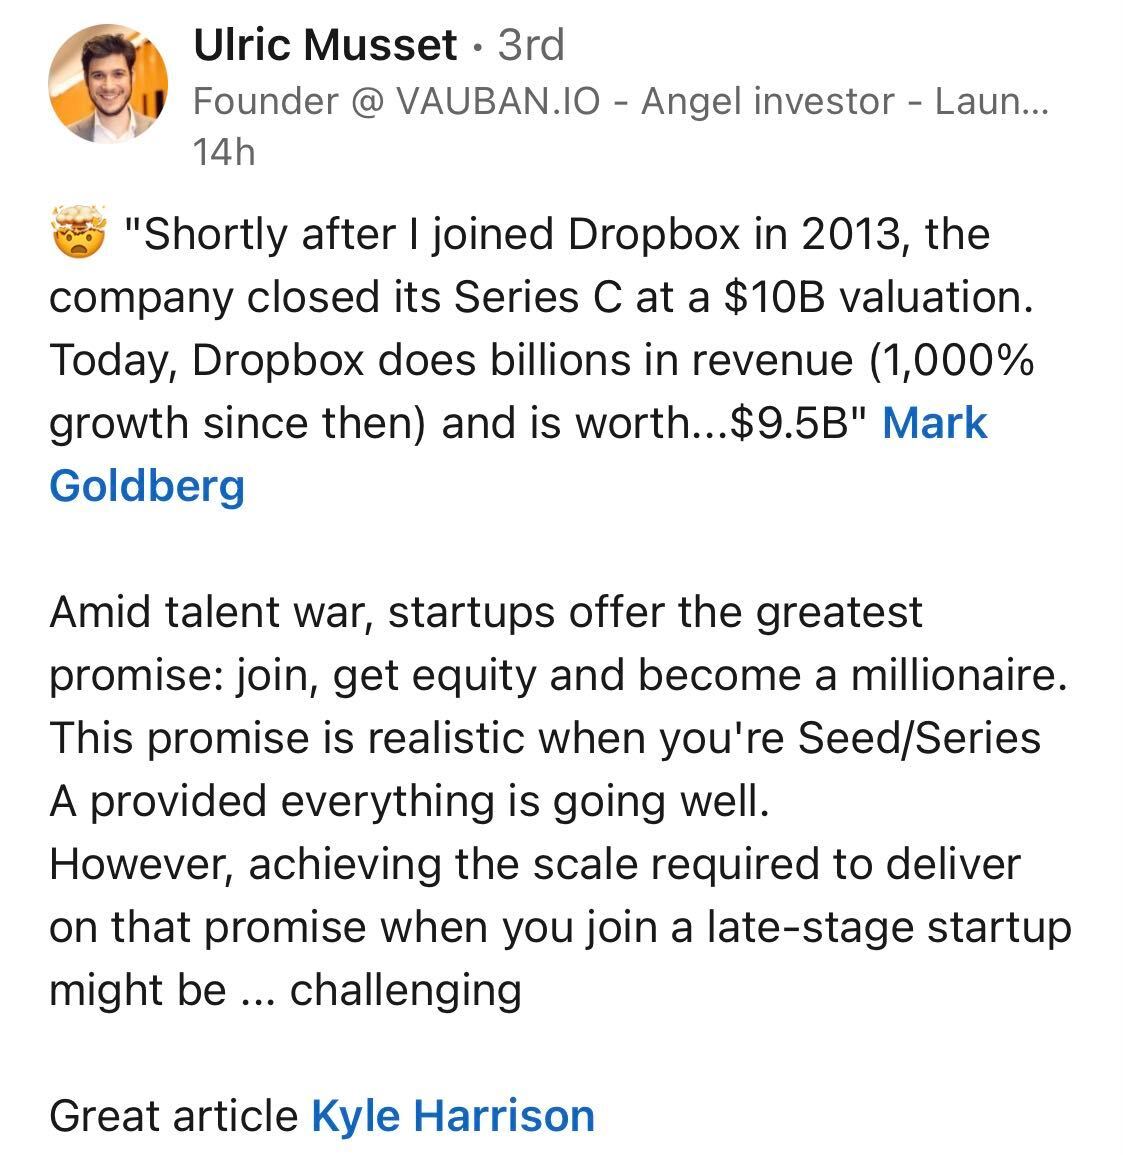 Ulric Musset · 3rd
Founder @ VAUBAN.IO - Angel investor - Laun...
14h
🤯 "Shortly after I joined Dropbox in 2013, the
company closed its Series C at a $10B valuation.
Today, Dropbox does billions in revenue (1,000%
growth since then) and is worth...$9.5B" Mark
Goldberg
Amid talent war, startups offer the greatest
promise: join, get equity and become a millionaire.
This promise is realistic when you're Seed/Series
A provided everything is going well.
However, achieving the scale required to deliver
on that promise when you join a late-stage startup
might be ... challenging
Great article Kyle Harrison